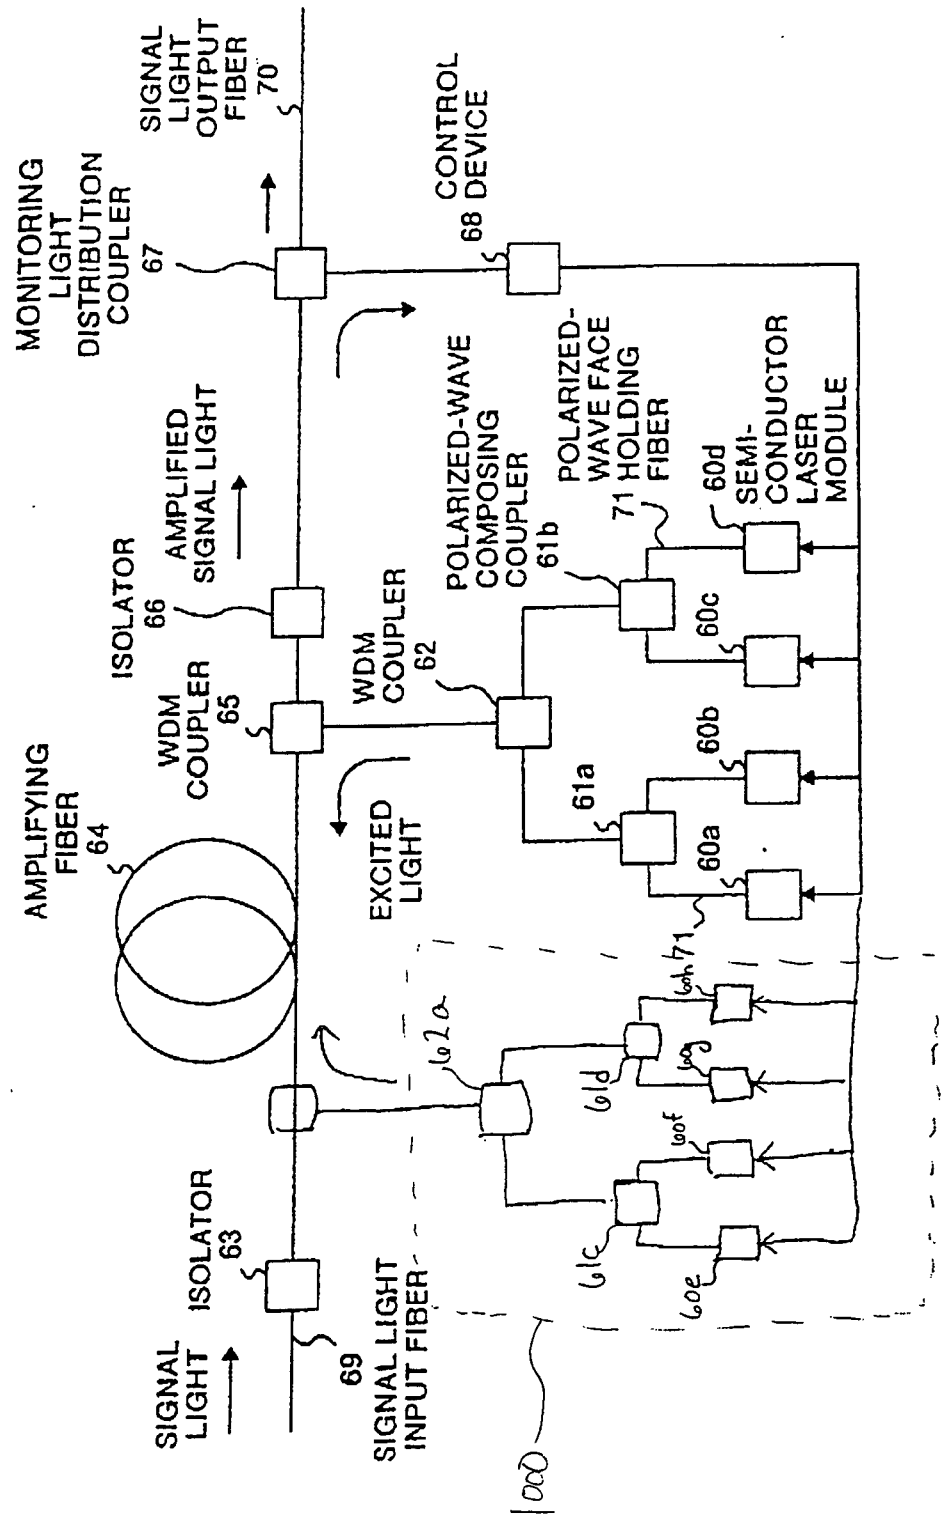 SIGNAL
LIGHT
ISOLATOR
63
69
SIGNAL LIGHT
INPUT FIBER
AMPLIFYING
FIBER
64
WDM
COUPLER
65
ISOLATOR
66
AMPLIFIED
SIGNAL LIGHT
MONITORING
LIGHT
DISTRIBUTION
COUPLER
67
SIGNAL
LIGHT
OUTPUT
FIBER
70
EXCITED
LIGHT
WDM
COUPLER
62
CONTROL
68 DEVICE
POLARIZED-WAVE
COMPOSING
COUPLER
61b
POLARIZED-
WAVE FACE
HOLDING
FIBER
71
61a
60a
60b
60c
60d
SEMI-
CONDUCTOR
LASER
MODULE
71
62a
61c
61d
60e
60f
60g
60h
1000